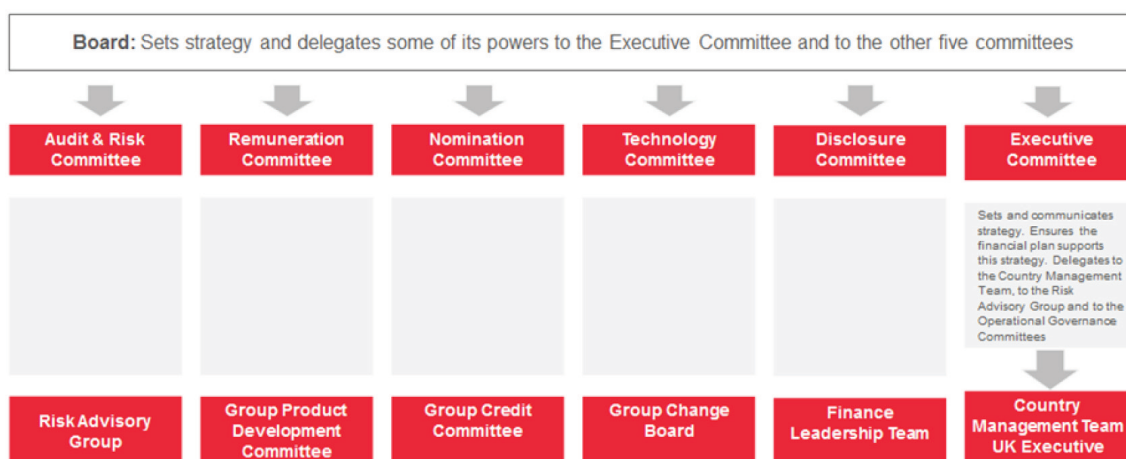 Board: Sets strategy and delegates some of its powers to the Executive Committee and to the other five committees
Audit & Risk
Committee
Remuneration
Committee
Nomination
Committee
Technology
Committee
Disclosure
Committee
Executive
Committee
Sets and communicates
strategy. Ensures the
financial plan supports
this strategy. Delegates to
the Country Management
Team, to the Risk
Advisory Group and to the
Operational Governance
Committees
Risk Advisory
Group
Group Product
Development
Committee
Group Credit
Committee
Group Change
Board
Finance
Leadership Team
Country
Management Team
UK Executive